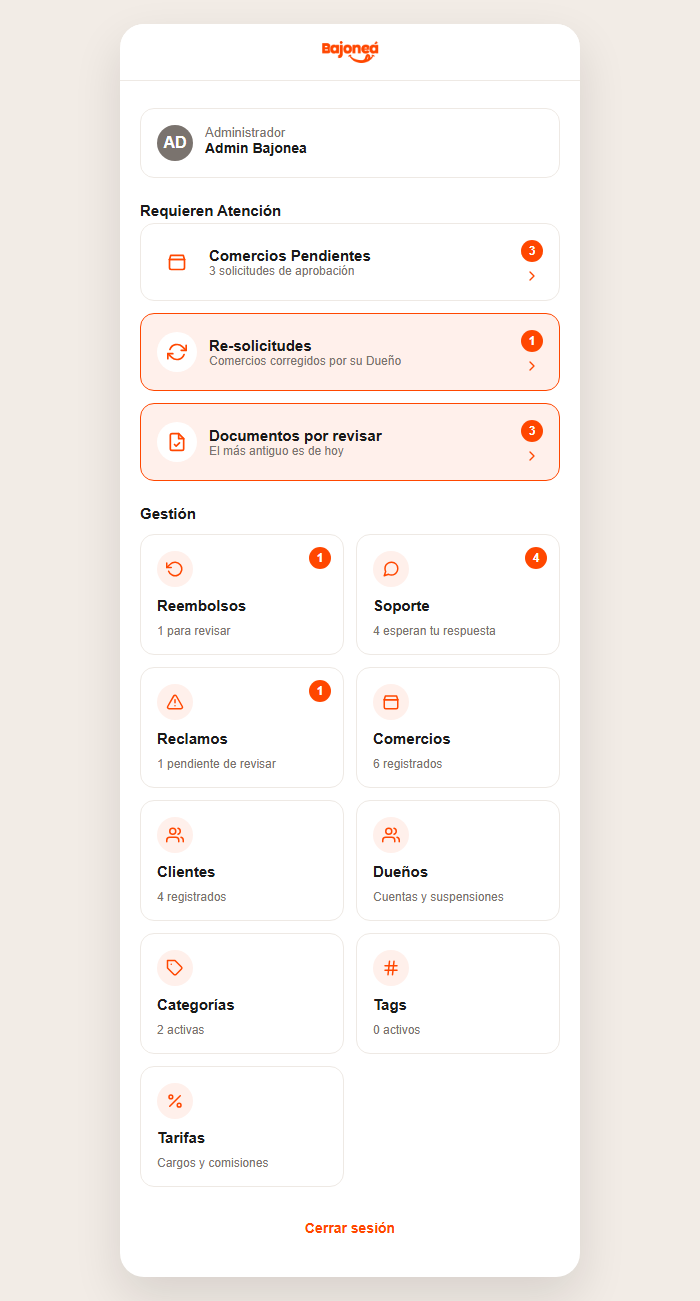 Bajoneá
AD
Administrador
Admin Bajonea
Requieren Atención
Comercios Pendientes
3 solicitudes de aprobación
3
Re-solicitudes
Comercios corregidos por su Dueño
1
Documentos por revisar
El más antiguo es de hoy
3
Gestión
1
Reembolsos
1 para revisar
4
Soporte
4 esperan tu respuesta
1
Reclamos
1 pendiente de revisar
Comercios
6 registrados
Clientes
4 registrados
Dueños
Cuentas y suspensiones
Categorías
2 activas
Tags
0 activos
Tarifas
Cargos y comisiones
Cerrar sesión